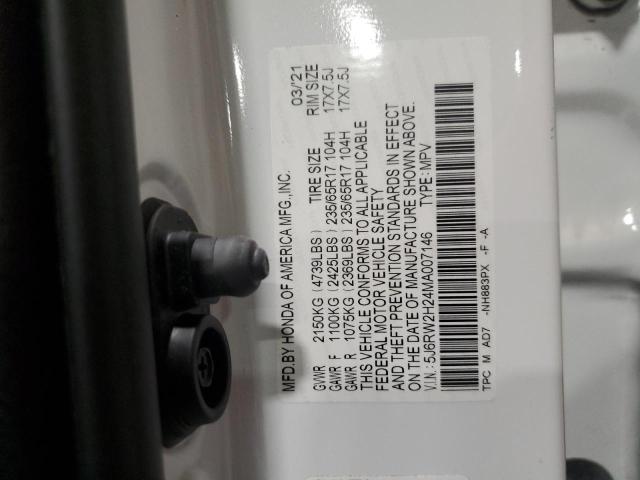 MFD.BY HONDA OF AMERICA MFG.,INC. 03/'21
GVWR 2150KG (4739LBS) TIRE SIZE RIM SIZE
GAWR F 1100KG (2425LBS) 235/65R17 104H 17X7.5J
GAWR R 1075KG (2369LBS) 235/65R17 104H 17X7.5J
THIS VEHICLE CONFORMS TO ALL APPLICABLE
FEDERAL MOTOR VEHICLE SAFETY
AND THEFT PREVENTION STANDARDS IN EFFECT
ON THE DATE OF MANUFACTURE SHOWN ABOVE.
V.I.N.: 5J6RW2H24MA007146 TYPE: MPV
TPC M AD7 -NH883PX -F -A